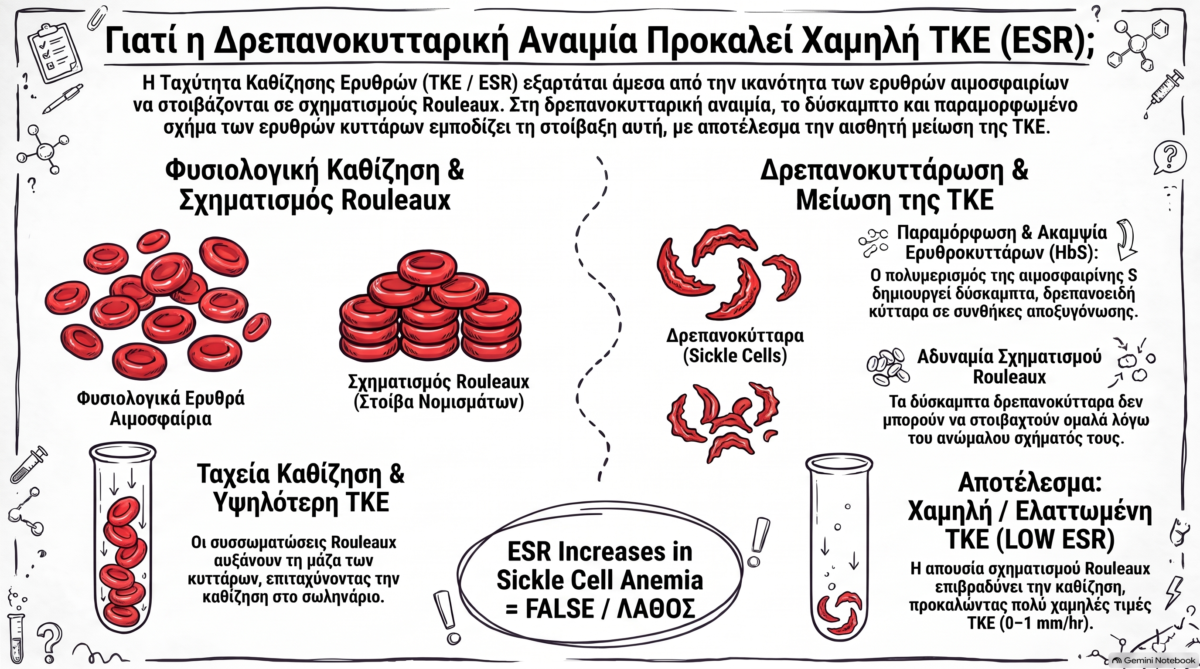 Γιατί η Δρεπανοκυτταρική Αναιμία Προκαλεί Χαμηλή ΤΚΕ (ESR);
Η Ταχύτητα Καθίζησης Ερυθρών (ΤΚΕ / ESR) εξαρτάται άμεσα από την ικανότητα των ερυθρών αιμοσφαιρίων
να στοιβάζονται σε σχηματισμούς Rouleaux. Στη δρεπανοκυτταρική αναιμία, το δύσκαμπτο και παραμορφωμένο
σχήμα των ερυθρών κυττάρων εμποδίζει τη στοίβαξη αυτή, με αποτέλεσμα την αισθητή μείωση της ΤΚΕ.
Φυσιολογική Καθίζηση &
Σχηματισμός Rouleaux
Φυσιολογικά Ερυθρά
Αιμοσφαίρια
Σχηματισμός Rouleaux
(Στοίβα Νομισμάτων)
Ταχεία Καθίζηση &
Υψηλότερη ΤΚΕ
Οι συσσωματώσεις Rouleaux
αυξάνουν τη μάζα των
κυττάρων, επιταχύνοντας την
καθίζηση στο σωληνάριο.
ESR Increases in
Sickle Cell Anemia
= FALSE / ΛΑΘΟΣ
Δρεπανοκυττάρωση &
Μείωση της ΤΚΕ
Δρεπανοκύτταρα
(Sickle Cells)
Παραμόρφωση & Ακαμψία
Ερυθροκυττάρων (HbS):
Ο πολυμερισμός της αιμοσφαιρίνης S
δημιουργεί δύσκαμπτα, δρεπανοειδή
κύτταρα σε συνθήκες αποξυγόνωσης.
Αδυναμία Σχηματισμού
Rouleaux
Τα δύσκαμπτα δρεπανοκύτταρα δεν
μπορούν να στοιβαχτούν ομαλά λόγω
του ανώμαλου σχήματός τους.
Αποτέλεσμα:
Χαμηλή / Ελαττωμένη
ΤΚΕ (LOW ESR)
Η απουσία σχηματισμού Rouleaux
επιβραδύνει την καθίζηση,
προκαλώντας πολύ χαμηλές τιμές
ΤΚΕ (0–1 mm/hr).
Gemini Notebook